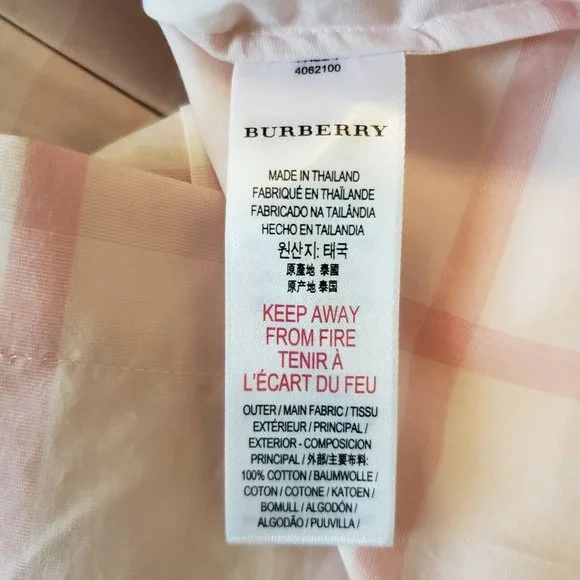 4062100
BURBERRY
MADE IN THAILAND
FABRIQUÉ EN THAÏLANDE
FABRICADO NA TAILÂNDIA
HECHO EN TAILANDIA
원산지: 태국
原產地 泰國
原产地 泰国
KEEP AWAY
FROM FIRE
TENIR À
L'ÉCART DU FEU
OUTER / MAIN FABRIC / TISSU
EXTÉRIEUR / PRINCIPAL /
EXTERIOR - COMPOSICION
PRINCIPAL / 外部/主要布料:
100% COTTON / BAUMWOLLE /
COTON / COTONE / KATOEN /
BOMULL / ALGODÓN /
ALGODÃO / PUUVILLA /